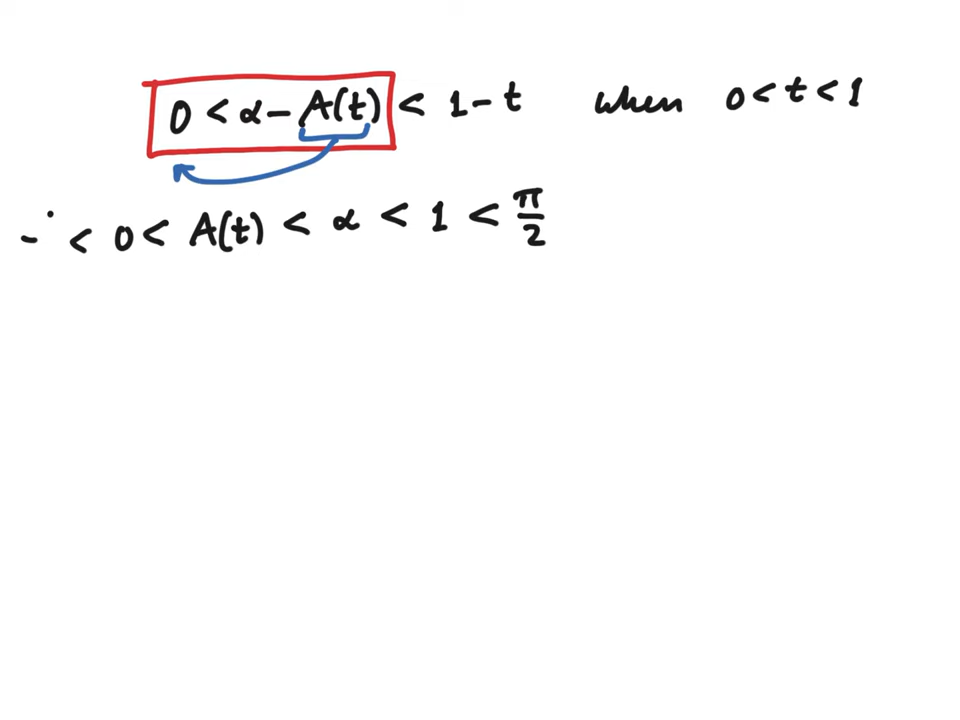 0 < α - A(t) < 1 - t when 0 < t < 1
- < 0 < A(t) < α < 1 < π/2